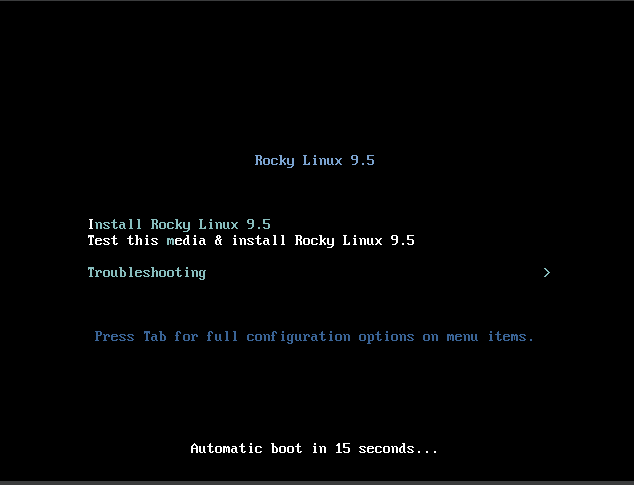 Rocky Linux 9.5
Install Rocky Linux 9.5
Test this media & install Rocky Linux 9.5
Troubleshooting >
Press Tab for full configuration options on menu items.
Automatic boot in 15 seconds...